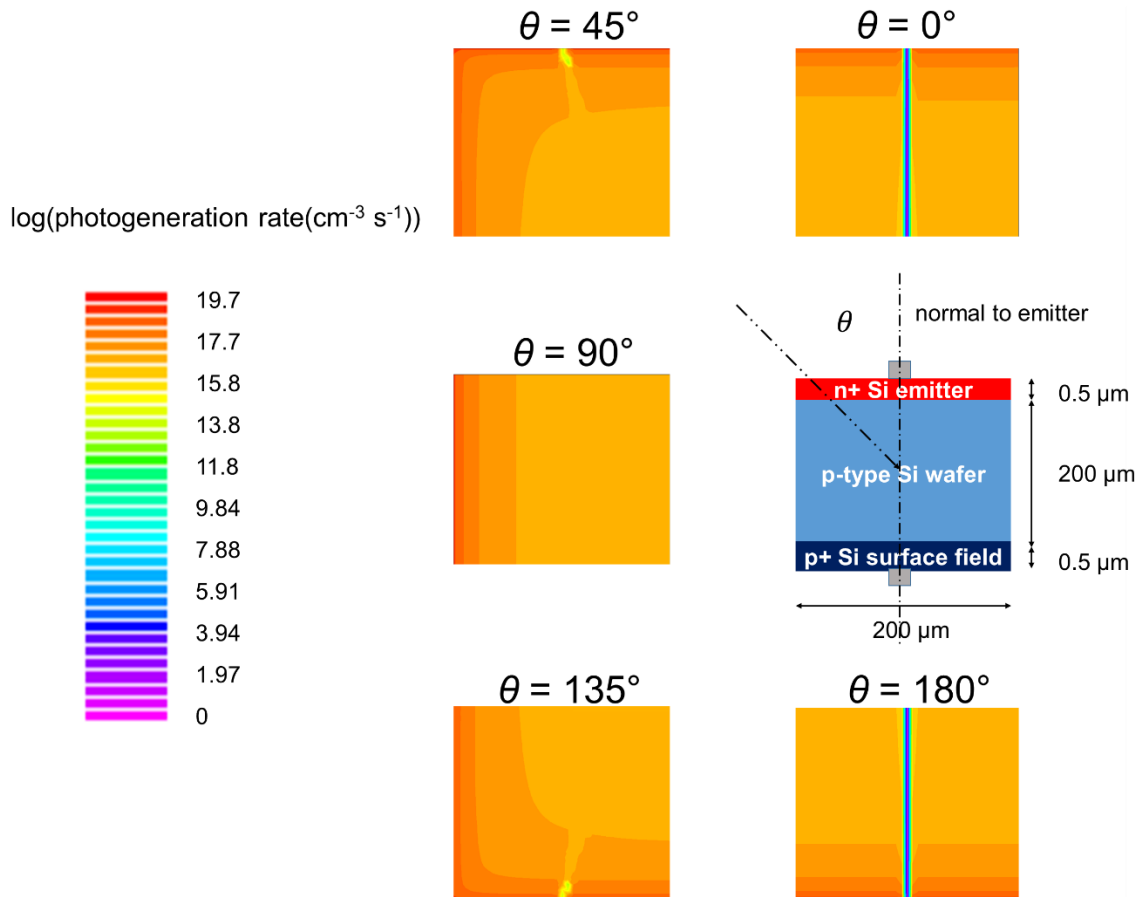 θ = 45°
θ = 0°
log(photogeneration rate(cm-3 s-1))
19.7
17.7
15.8
13.8
11.8
9.84
7.88
5.91
3.94
1.97
0
θ = 90°
θ
normal to emitter
n+ Si emitter
0.5 μm
p-type Si wafer
200 μm
p+ Si surface field
0.5 μm
200 μm
θ = 135°
θ = 180°